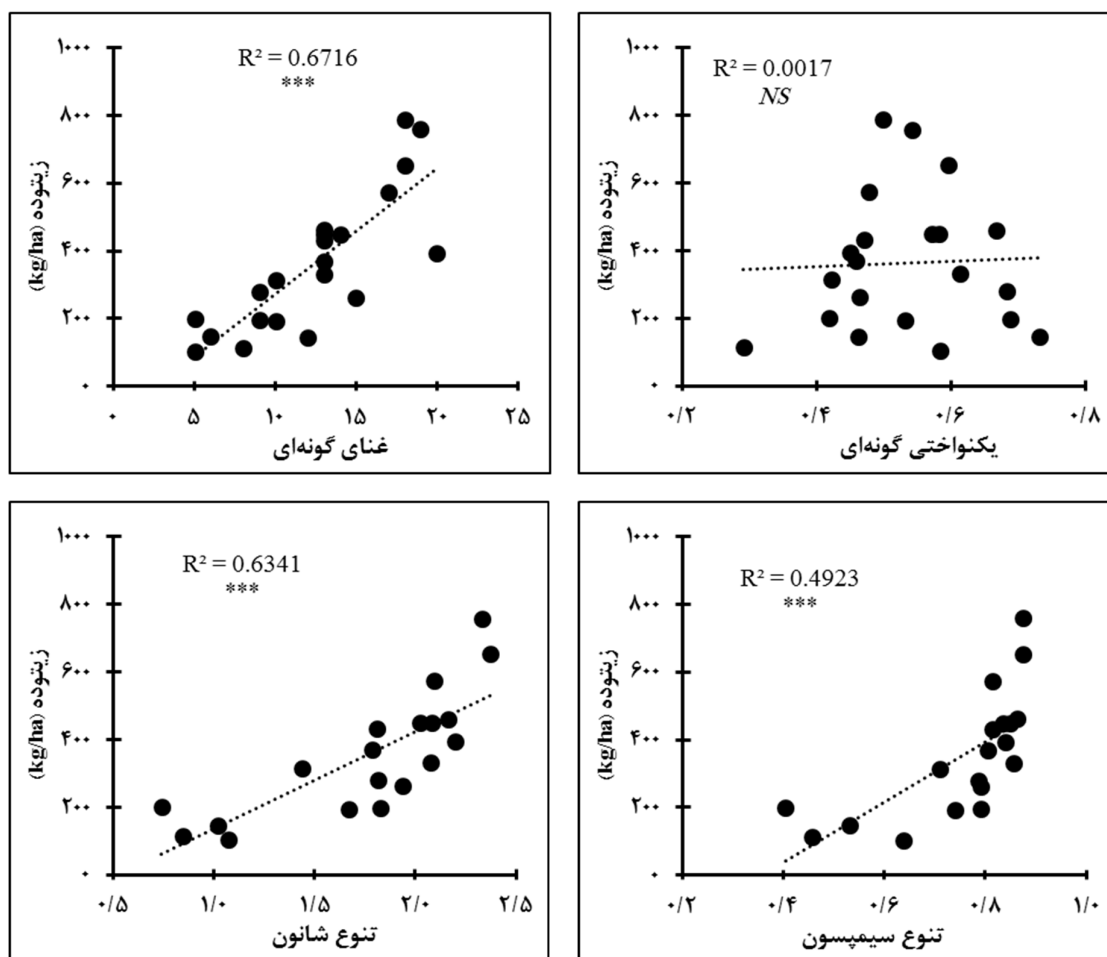 R² = 0.6716
***
زیتوده (kg/ha)
۱۰۰۰
۸۰۰
۶۰۰
۴۰۰
۲۰۰
۰
۰ ۵ ۱۰ ۱۵ ۲۰ ۲۵
غنای گونه‌ای
R² = 0.0017
NS
زیتوده (kg/ha)
۱۰۰۰
۸۰۰
۶۰۰
۴۰۰
۲۰۰
۰
۰/۲ ۰/۴ ۰/۶ ۰/۸
یکنواختی گونه‌ای
R² = 0.6341
***
زیتوده (kg/ha)
۱۰۰۰
۸۰۰
۶۰۰
۴۰۰
۲۰۰
۰
۰/۵ ۱/۰ ۱/۵ ۲/۰ ۲/۵
تنوع شانون
R² = 0.4923
***
زیتوده (kg/ha)
۱۰۰۰
۸۰۰
۶۰۰
۴۰۰
۲۰۰
۰
۰/۲ ۰/۴ ۰/۶ ۰/۸ ۱/۰
تنوع سیمپسون